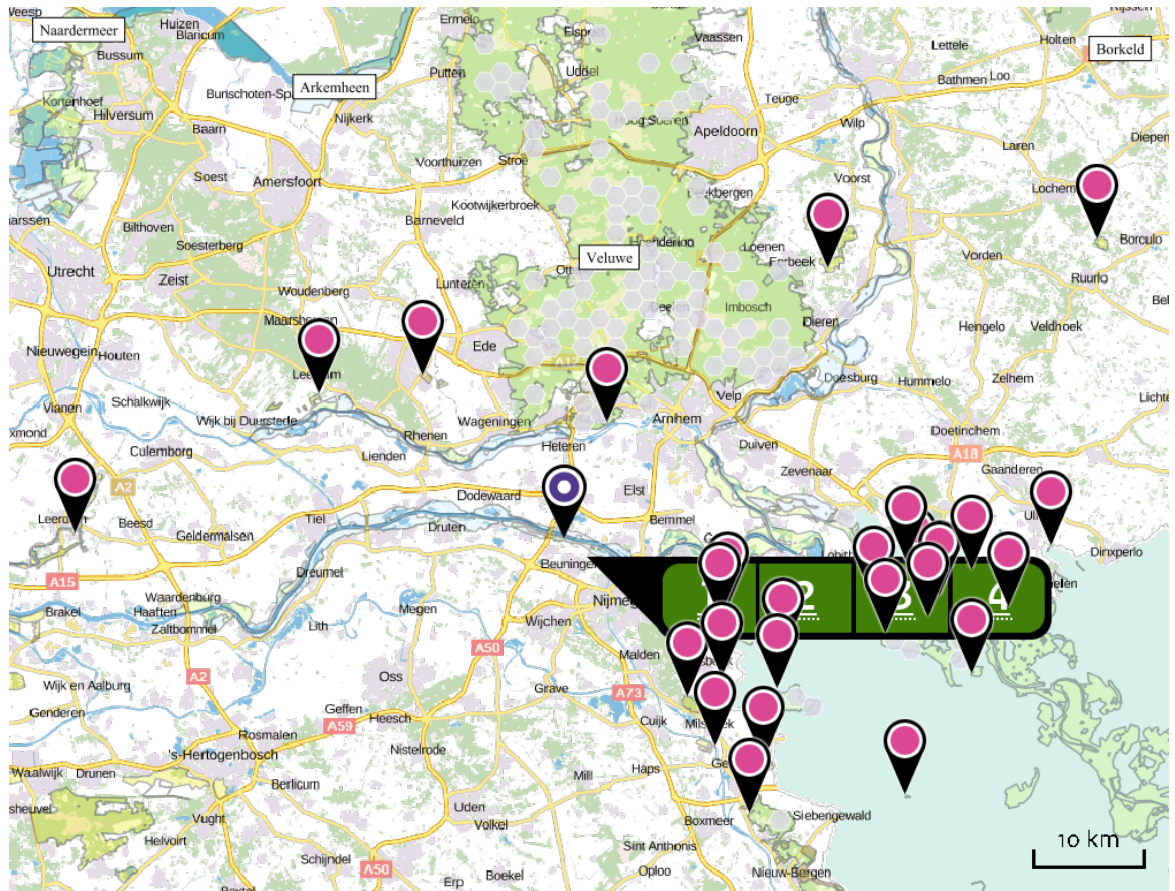 Ermelo
Huizen
Blaricum
Naardermeer
Bussum
Uddel
Vaassen
Lettele
Holten
Borkeld
Putten
Bathmen
Loo
Arkemheen
Nijkerk
Teuge
Kortenhoef
Hilversum
Baarn
Apeldoorn
Wilp
Laren
Voorthuizen
Stroe
Soest
Amersfoort
Voorst
Lochem
Kootwijkerbroek
Barneveld
Bilthoven
Soesterberg
Loenen
Borculo
Utrecht
Zeist
Veluwe
Vorden
Ruurlo
Woudenberg
Lunteren
Imbosch
Dieren
Hengelo
Veldhoek
Nieuwegein
Houten
Ede
A12
Doesburg
Hummelo
Zelhem
Vianen
Schalkwijk
Wijk bij Duurstede
Wageningen
Velp
Arnhem
Rhenen
Heteren
Duiven
Doetinchem
Culemborg
Lienden
Zevenaar
A18
Gaanderen
A2
Dodewaard
Elst
Leerdam
Beesd
Tiel
Druten
Bemmel
Geldermalsen
Dinxperlo
A15
Dreumel
Beuningen
Waardenburg
Brakel
Haaften
Zaltbommel
Lith
Megen
Wijchen
2
3
4
A50
Malden
Wijk en Aalburg
A2
Oss
Grave
A73
Genderen
Geffen
A59
Heesch
Cuijk
Rosmalen
's-Hertogenbosch
Nistelrode
Waalwijk
Drunen
Berlicum
Mill
Haps
Vught
Uden
Volkel
Boxmeer
Siebengewald
10 km
Helvoirt
Schijndel
A50
Erp
Boekel
Sint Anthonis
Oploo
Nieuw-Bergen